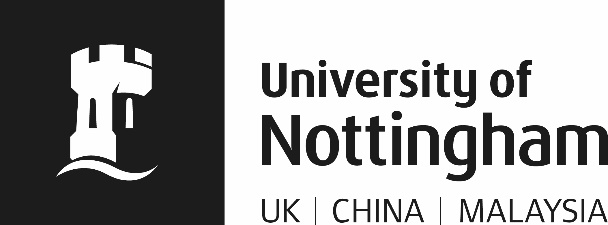 University of
Nottingham
UK | CHINA | MALAYSIA